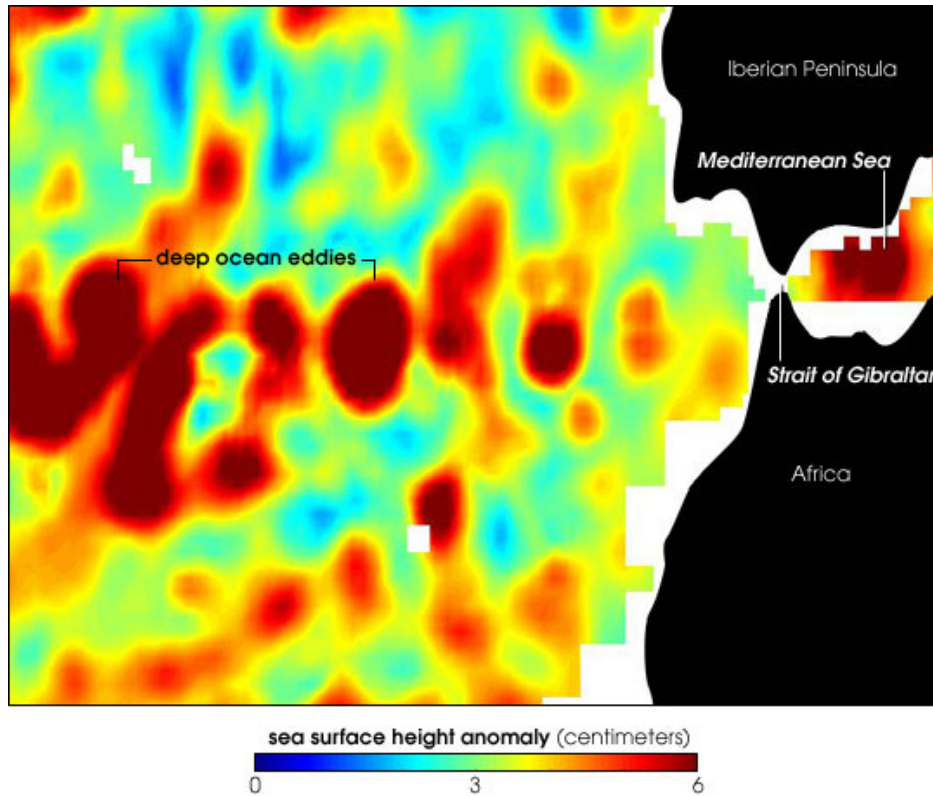 Iberian Peninsula
Mediterranean Sea
deep ocean eddies
Strait of Gibraltar
Africa
sea surface height anomaly (centimeters)
0 3 6